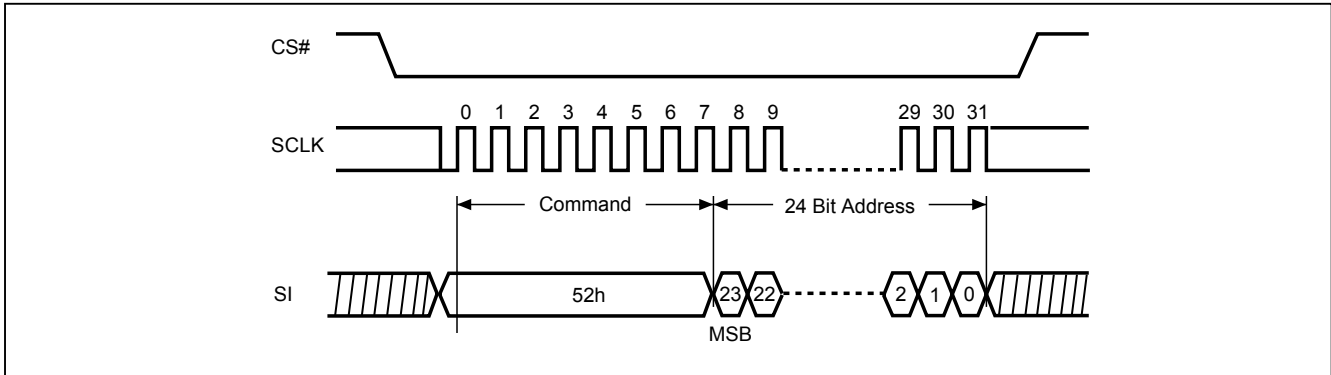 CS#
0 1 2 3 4 5 6 7 8 9 29 30 31
SCLK
Command 24 Bit Address
SI 52h 23 22 2 1 0
MSB